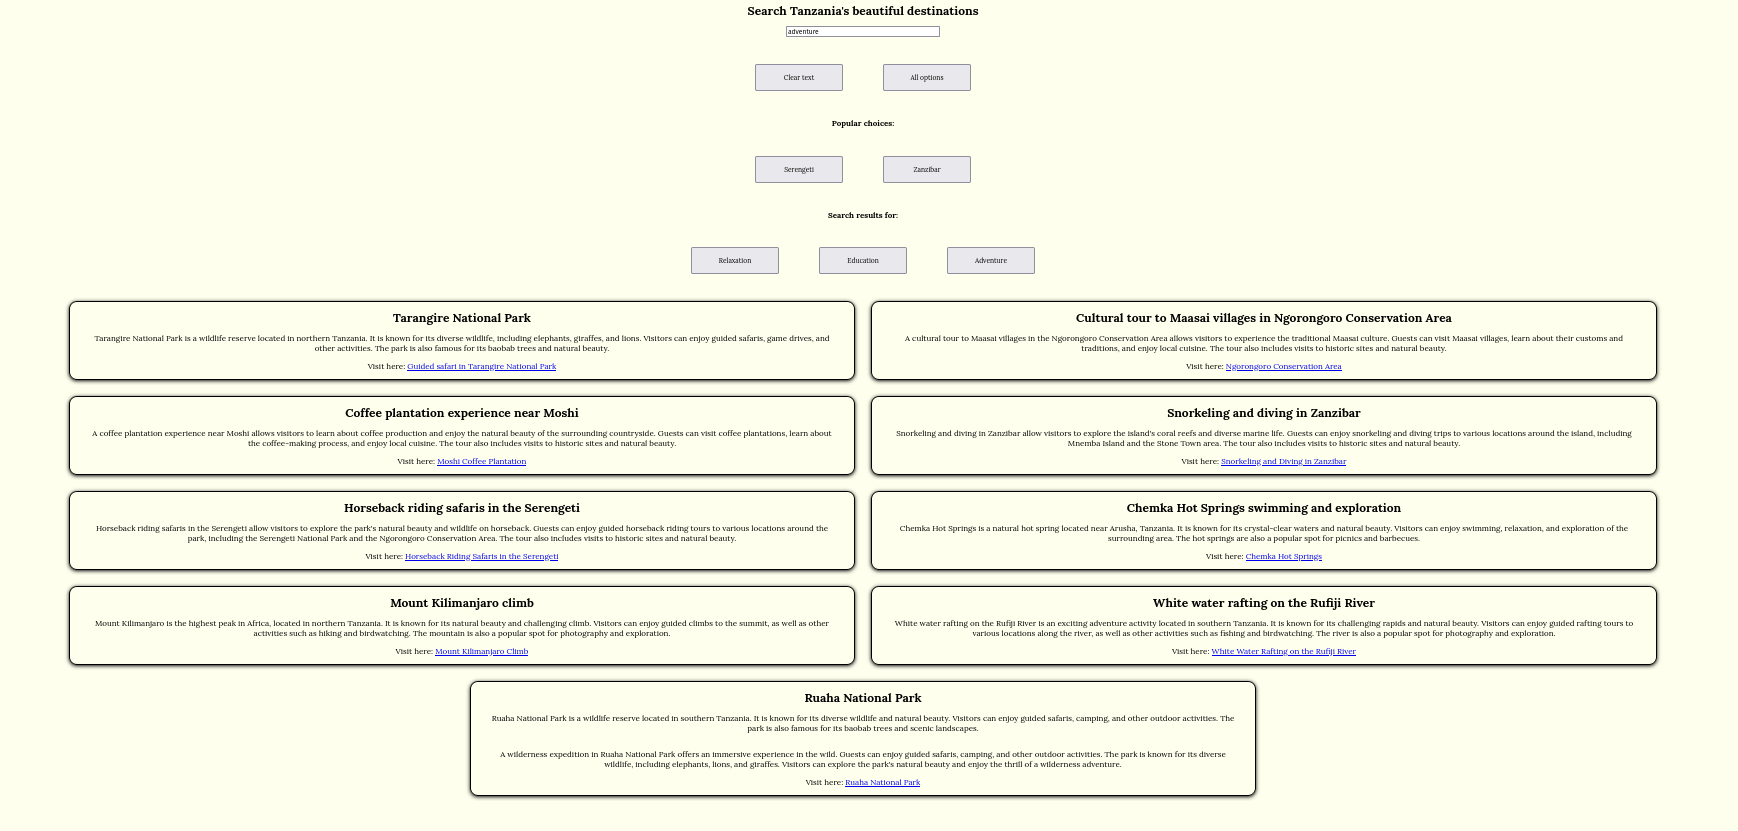 Search Tanzania's beautiful destinations
adventure
Clear text
All options
Popular choices:
Serengeti
Zanzibar
Search results for:
Relaxation
Education
Adventure
Tarangire National Park
Tarangire National Park is a wildlife reserve located in northern Tanzania. It is known for its diverse wildlife, including elephants, giraffes, and lions. Visitors can enjoy guided safaris, game drives, and
other activities. The park is also famous for its baobab trees and natural beauty.
Visit here: Guided safari in Tarangire National Park
Cultural tour to Maasai villages in Ngorongoro Conservation Area
A cultural tour to Maasai villages in the Ngorongoro Conservation Area allows visitors to experience the traditional Maasai culture. Guests can visit Maasai villages, learn about their customs and
traditions, and enjoy local cuisine. The tour also includes visits to historic sites and natural beauty.
Visit here: Ngorongoro Conservation Area
Coffee plantation experience near Moshi
A coffee plantation experience near Moshi allows visitors to learn about coffee production and enjoy the natural beauty of the surrounding countryside. Guests can visit coffee plantations, learn about
the coffee-making process, and enjoy local cuisine. The tour also includes visits to historic sites and natural beauty.
Visit here: Moshi Coffee Plantation
Snorkeling and diving in Zanzibar
Snorkeling and diving in Zanzibar allow visitors to explore the island's coral reefs and diverse marine life. Guests can enjoy snorkeling and diving trips to various locations around the island, including
Mnemba Island and the Stone Town area. The tour also includes visits to historic sites and natural beauty.
Visit here: Snorkeling and Diving in Zanzibar
Horseback riding safaris in the Serengeti
Horseback riding safaris in the Serengeti allow visitors to explore the park's natural beauty and wildlife on horseback. Guests can enjoy guided horseback riding tours to various locations around the
park, including the Serengeti National Park and the Ngorongoro Conservation Area. The tour also includes visits to historic sites and natural beauty.
Visit here: Horseback Riding Safaris in the Serengeti
Chemka Hot Springs swimming and exploration
Chemka Hot Springs is a natural hot spring located near Arusha, Tanzania. It is known for its crystal-clear waters and natural beauty. Visitors can enjoy swimming, relaxation, and exploration of the
surrounding area. The hot springs are also a popular spot for picnics and barbecues.
Visit here: Chemka Hot Springs
Mount Kilimanjaro climb
Mount Kilimanjaro is the highest peak in Africa, located in northern Tanzania. It is known for its natural beauty and challenging climb. Visitors can enjoy guided climbs to the summit, as well as other
activities such as hiking and birdwatching. The mountain is also a popular spot for photography and exploration.
Visit here: Mount Kilimanjaro Climb
White water rafting on the Rufiji River
White water rafting on the Rufiji River is an exciting adventure activity located in southern Tanzania. It is known for its challenging rapids and natural beauty. Visitors can enjoy guided rafting tours to
various locations along the river, as well as other activities such as fishing and birdwatching. The river is also a popular spot for photography and exploration.
Visit here: White Water Rafting on the Rufiji River
Ruaha National Park
Ruaha National Park is a wildlife reserve located in southern Tanzania. It is known for its diverse wildlife and natural beauty. Visitors can enjoy guided safaris, camping, and other outdoor activities. The
park is also famous for its baobab trees and scenic landscapes.
A wilderness expedition in Ruaha National Park offers an immersive experience in the wild. Guests can enjoy guided safaris, camping, and other outdoor activities. The park is known for its diverse
wildlife, including elephants, lions, and giraffes. Visitors can explore the park's natural beauty and enjoy the thrill of a wilderness adventure.
Visit here: Ruaha National Park